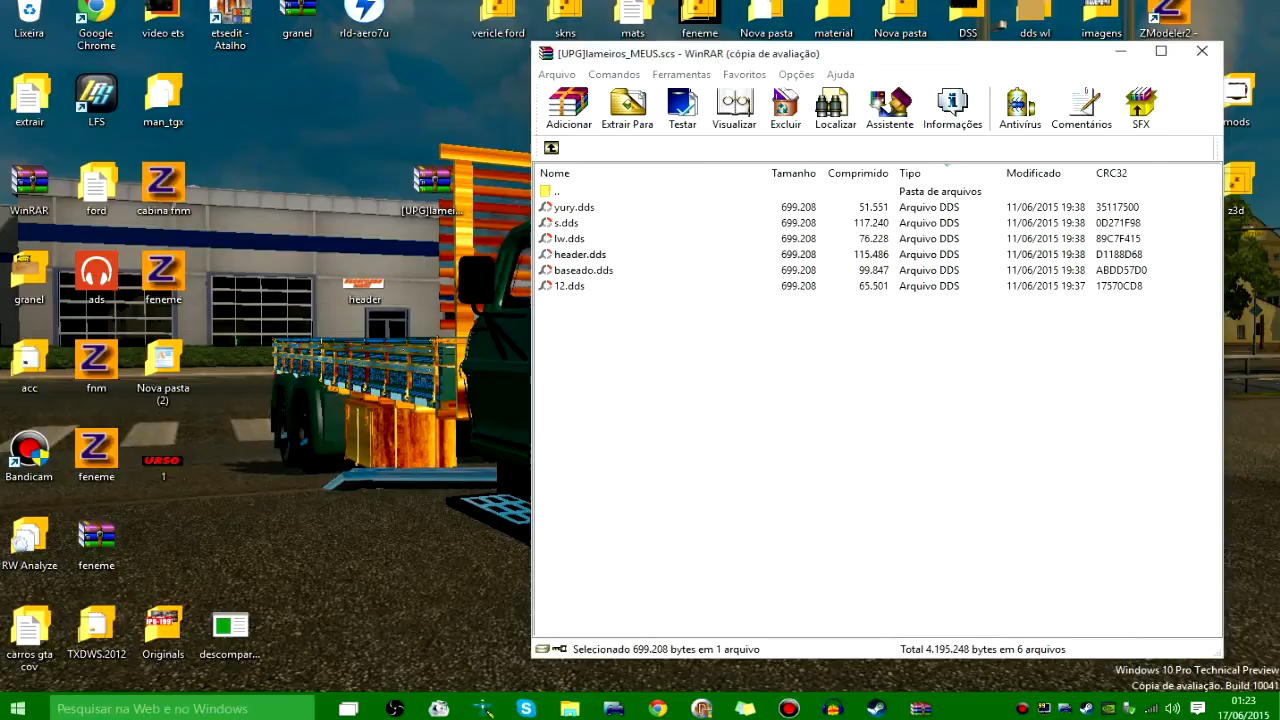 Lixeira
Google
Chrome
video ets
etsedit -
Atalho
granel
rld-aero7u
vericle ford
skns
mats
feneme
Nova pasta
material
Nova pasta
DSS
dds wl
imagens
ZModeler2 -
[UPG]lameiros_MEUS.scs - WinRAR (cópia de avaliação)
Arquivo Comandos Ferramentas Favoritos Opções Ajuda
Adicionar Extrair Para Testar Visualizar Excluir Localizar Assistente Informações Antivírus Comentários SFX
Nome Tamanho Comprimido Tipo Modificado CRC32
.. Pasta de arquivos
yury.dds 699.208 51.551 Arquivo DDS 11/06/2015 19:38 35117500
s.dds 699.208 117.240 Arquivo DDS 11/06/2015 19:38 0D271F98
lw.dds 699.208 76.228 Arquivo DDS 11/06/2015 19:38 89C7F415
header.dds 699.208 115.486 Arquivo DDS 11/06/2015 19:38 D1188D68
baseado.dds 699.208 99.847 Arquivo DDS 11/06/2015 19:38 ABDD57D0
12.dds 699.208 65.501 Arquivo DDS 11/06/2015 19:37 17570CD8
Selecionado 699.208 bytes em 1 arquivo Total 4.195.248 bytes em 6 arquivos
extrair
LFS
man_tgx
mods
WinRAR
ford
cabina fnm
[UPG]lamei...
z3d
granel
ads
feneme
header
acc
fnm
Nova pasta
(2)
Bandicam
feneme
URSO
1
RW Analyze
feneme
carros gta
cov
TXDWS.2012
Originals
descompar...
Windows 10 Pro Technical Preview
Cópia de avaliação. Build 10041
Pesquisar na Web e no Windows
01:23
17/06/2015